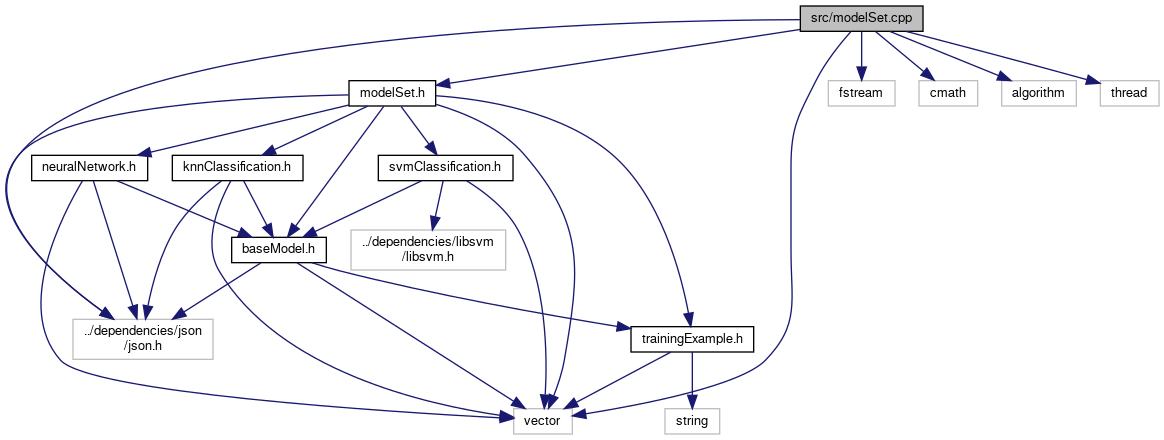 src/modelSet.cpp
modelSet.h
fstream
cmath
algorithm
thread
neuralNetwork.h
knnClassification.h
svmClassification.h
baseModel.h
../dependencies/libsvm
/libsvm.h
../dependencies/json
/json.h
trainingExample.h
vector
string